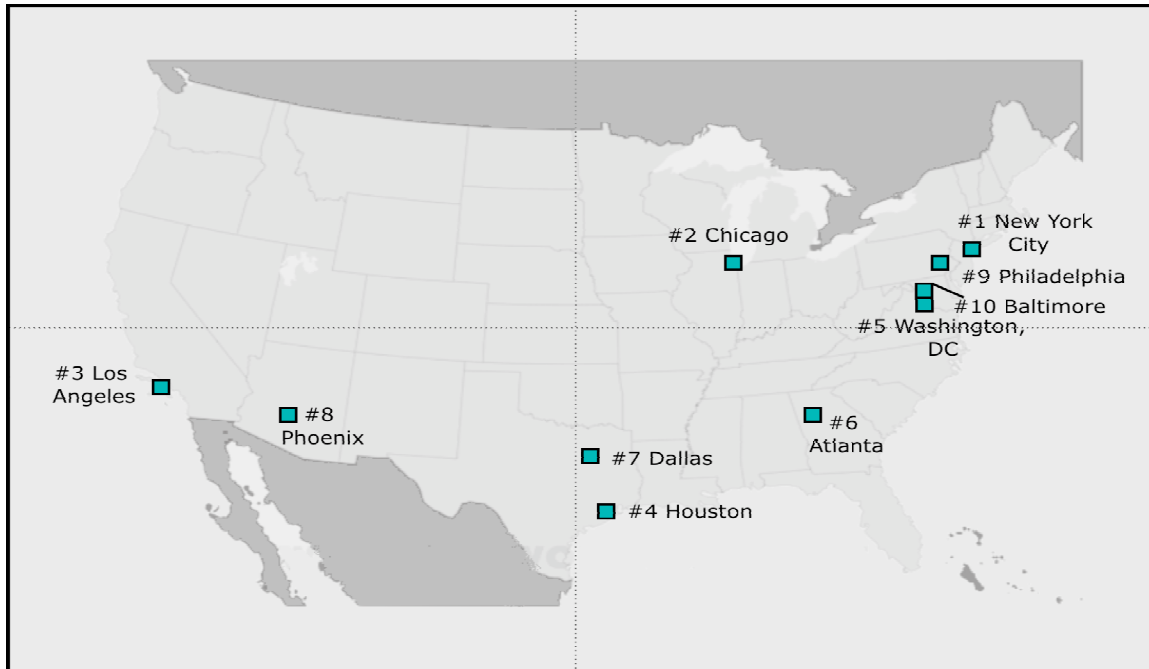 #1 New York
City
#2 Chicago
#9 Philadelphia
#10 Baltimore
#5 Washington,
DC
#3 Los
Angeles
#8
Phoenix
#6
Atlanta
#7 Dallas
#4 Houston